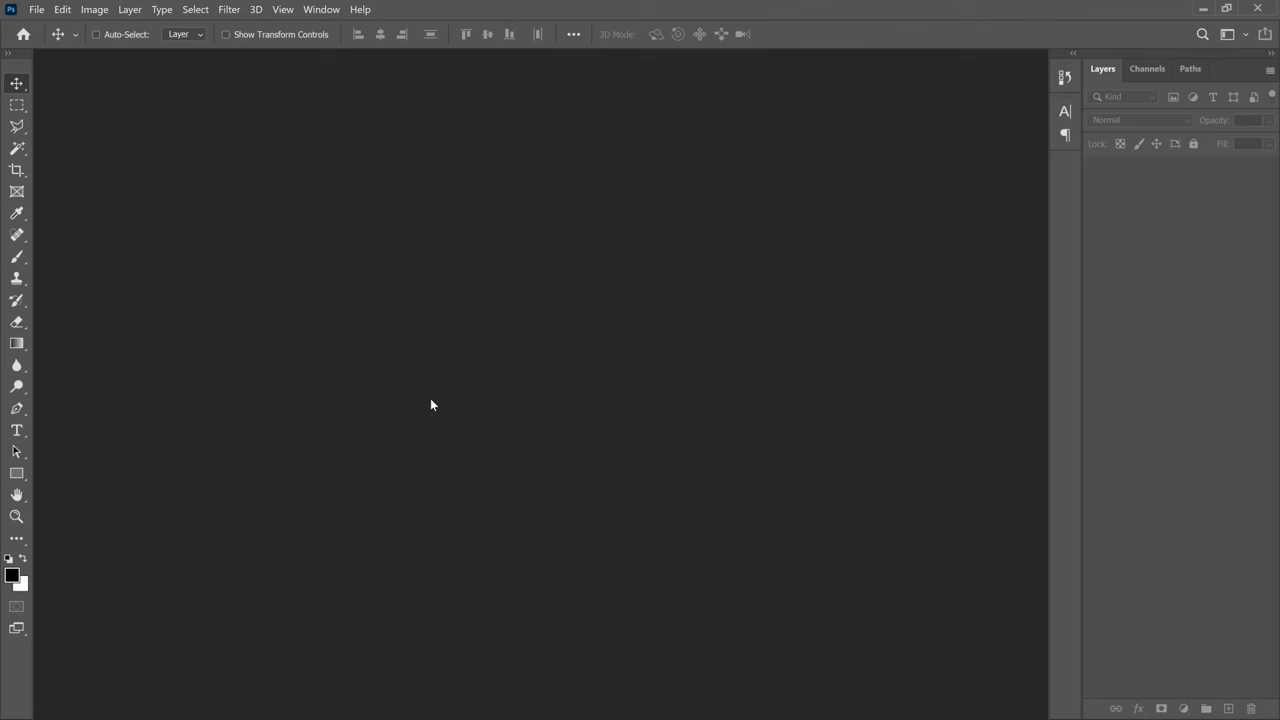 Ps File Edit Image Layer Type Select Filter 3D View Window Help
Auto-Select: Layer Show Transform Controls 3D Mode:
Layers Channels Paths
Kind
Normal Opacity:
Lock: Fill: